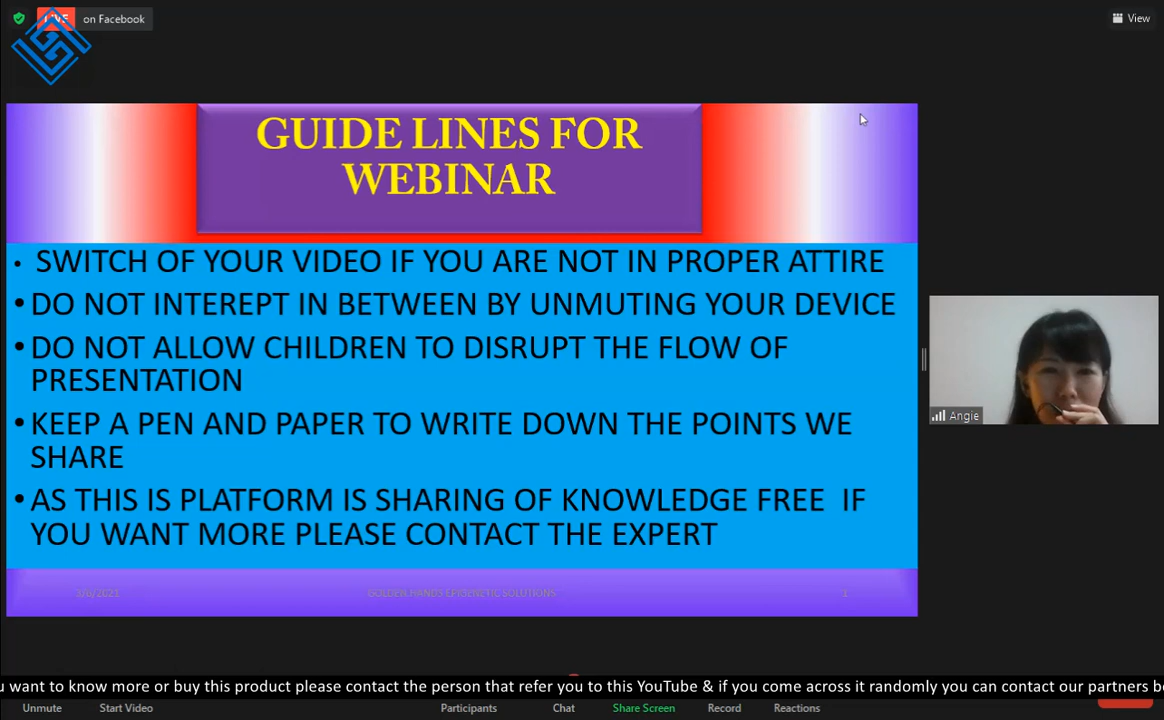 LIVE on Facebook
View
GUIDE LINES FOR
WEBINAR
• SWITCH OF YOUR VIDEO IF YOU ARE NOT IN PROPER ATTIRE
• DO NOT INTEREPT IN BETWEEN BY UNMUTING YOUR DEVICE
• DO NOT ALLOW CHILDREN TO DISRUPT THE FLOW OF
PRESENTATION
• KEEP A PEN AND PAPER TO WRITE DOWN THE POINTS WE
SHARE
• AS THIS IS PLATFORM IS SHARING OF KNOWLEDGE FREE IF
YOU WANT MORE PLEASE CONTACT THE EXPERT
Angie
GOLDEN HANDS EPIGENETIC SOLUTIONS
want to know more or buy this product please contact the person that refer you to this YouTube & if you come across it randomly you can contact our partners
Unmute Start Video Participants Chat Share Screen Record Reactions